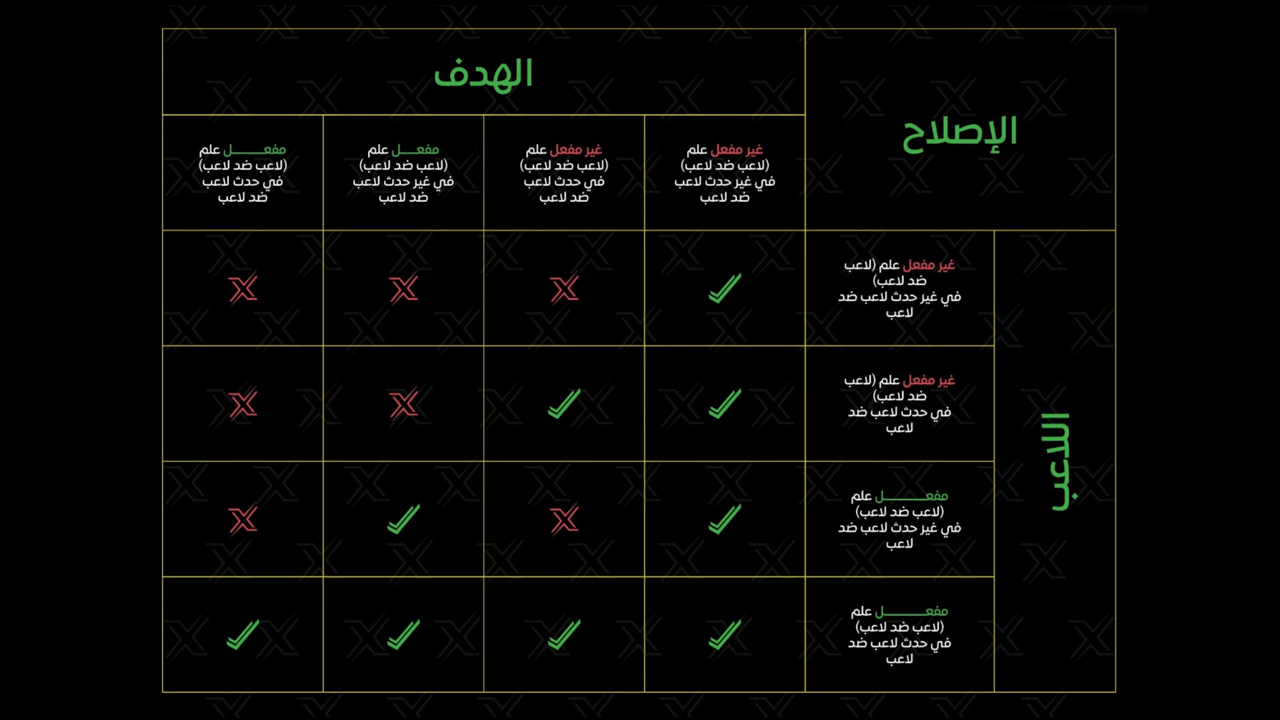 الإصلاح
الهدف
غير مفعل علم
(لاعب ضد لاعب)
في غير حدث لاعب
ضد لاعب
غير مفعل علم
(لاعب ضد لاعب)
في حدث لاعب
ضد لاعب
مفعـــــل علم
(لاعب ضد لاعب)
في غير حدث لاعب
ضد لاعب
مفعـــــل علم
(لاعب ضد لاعب)
في حدث لاعب
ضد لاعب
اللاعب
غير مفعل علم (لاعب
ضد لاعب)
في غير حدث لاعب ضد
لاعب
غير مفعل علم (لاعب
ضد لاعب)
في حدث لاعب ضد
لاعب
مفعـــــــل علم
(لاعب ضد لاعب)
في غير حدث لاعب ضد
لاعب
مفعـــــــل علم
(لاعب ضد لاعب)
في حدث لاعب ضد
لاعب